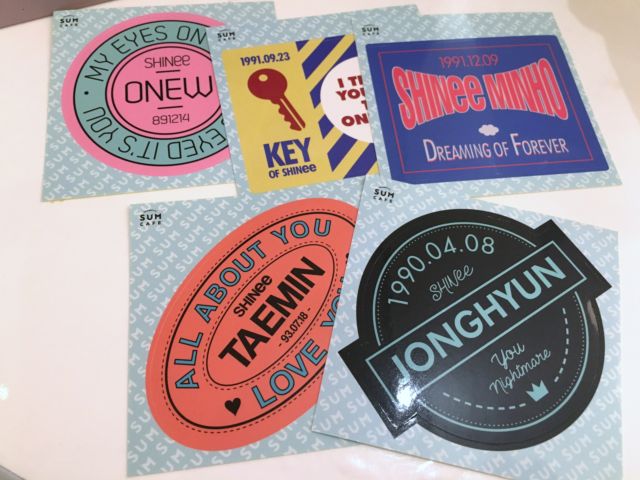 SUM
CAFE
MY EYES ON
SHINee
ONEW
891214
EYED IT'S YOU
SUM
CAFE
1991.09.23
KEY
OF SHINee
SUM
CAFE
1991.12.09
SHINee MINHO
DREAMING OF FOREVER
SUM
CAFE
ALL ABOUT YOU
SHINee
TAEMIN
- 93.07.18 -
LOVE YOU
SUM
CAFE
1990.04.08
SHINee
JONGHYUN
You
Nightmare